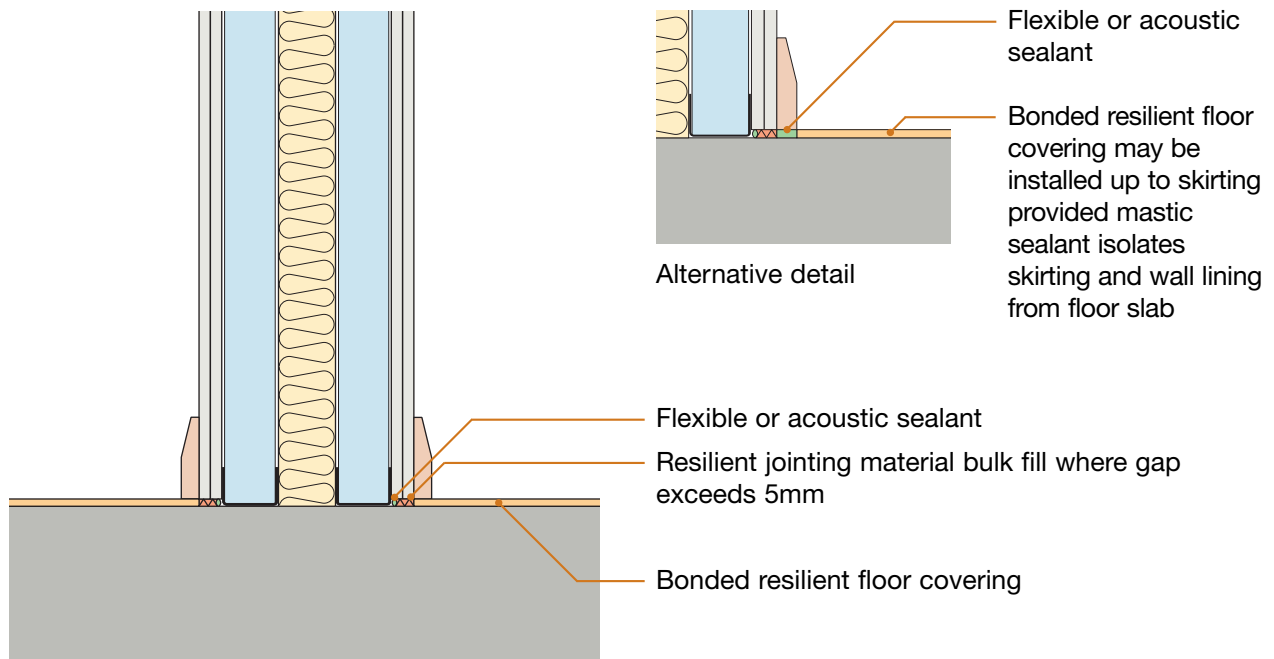 Flexible or acoustic
sealant
Bonded resilient floor
covering may be
installed up to skirting
provided mastic
sealant isolates
skirting and wall lining
from floor slab
Alternative detail
Flexible or acoustic sealant
Resilient jointing material bulk fill where gap
exceeds 5mm
Bonded resilient floor covering